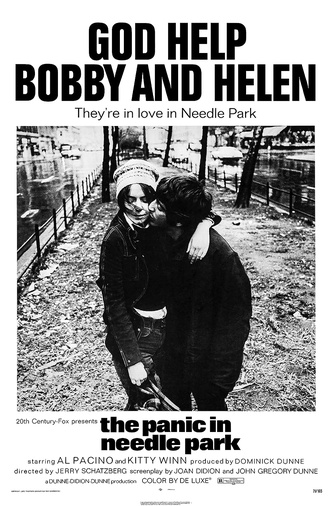 GOD HELP
BOBBY AND HELEN
They're in love in Needle Park
20th Century-Fox presents the panic in
needle park
starring AL PACINO and KITTY WINN produced by DOMINICK DUNNE
directed by JERRY SCHATZBERG screenplay by JOAN DIDION and JOHN GREGORY DUNNE
a DUNNE-DIDION-DUNNE production COLOR BY DE LUXE®